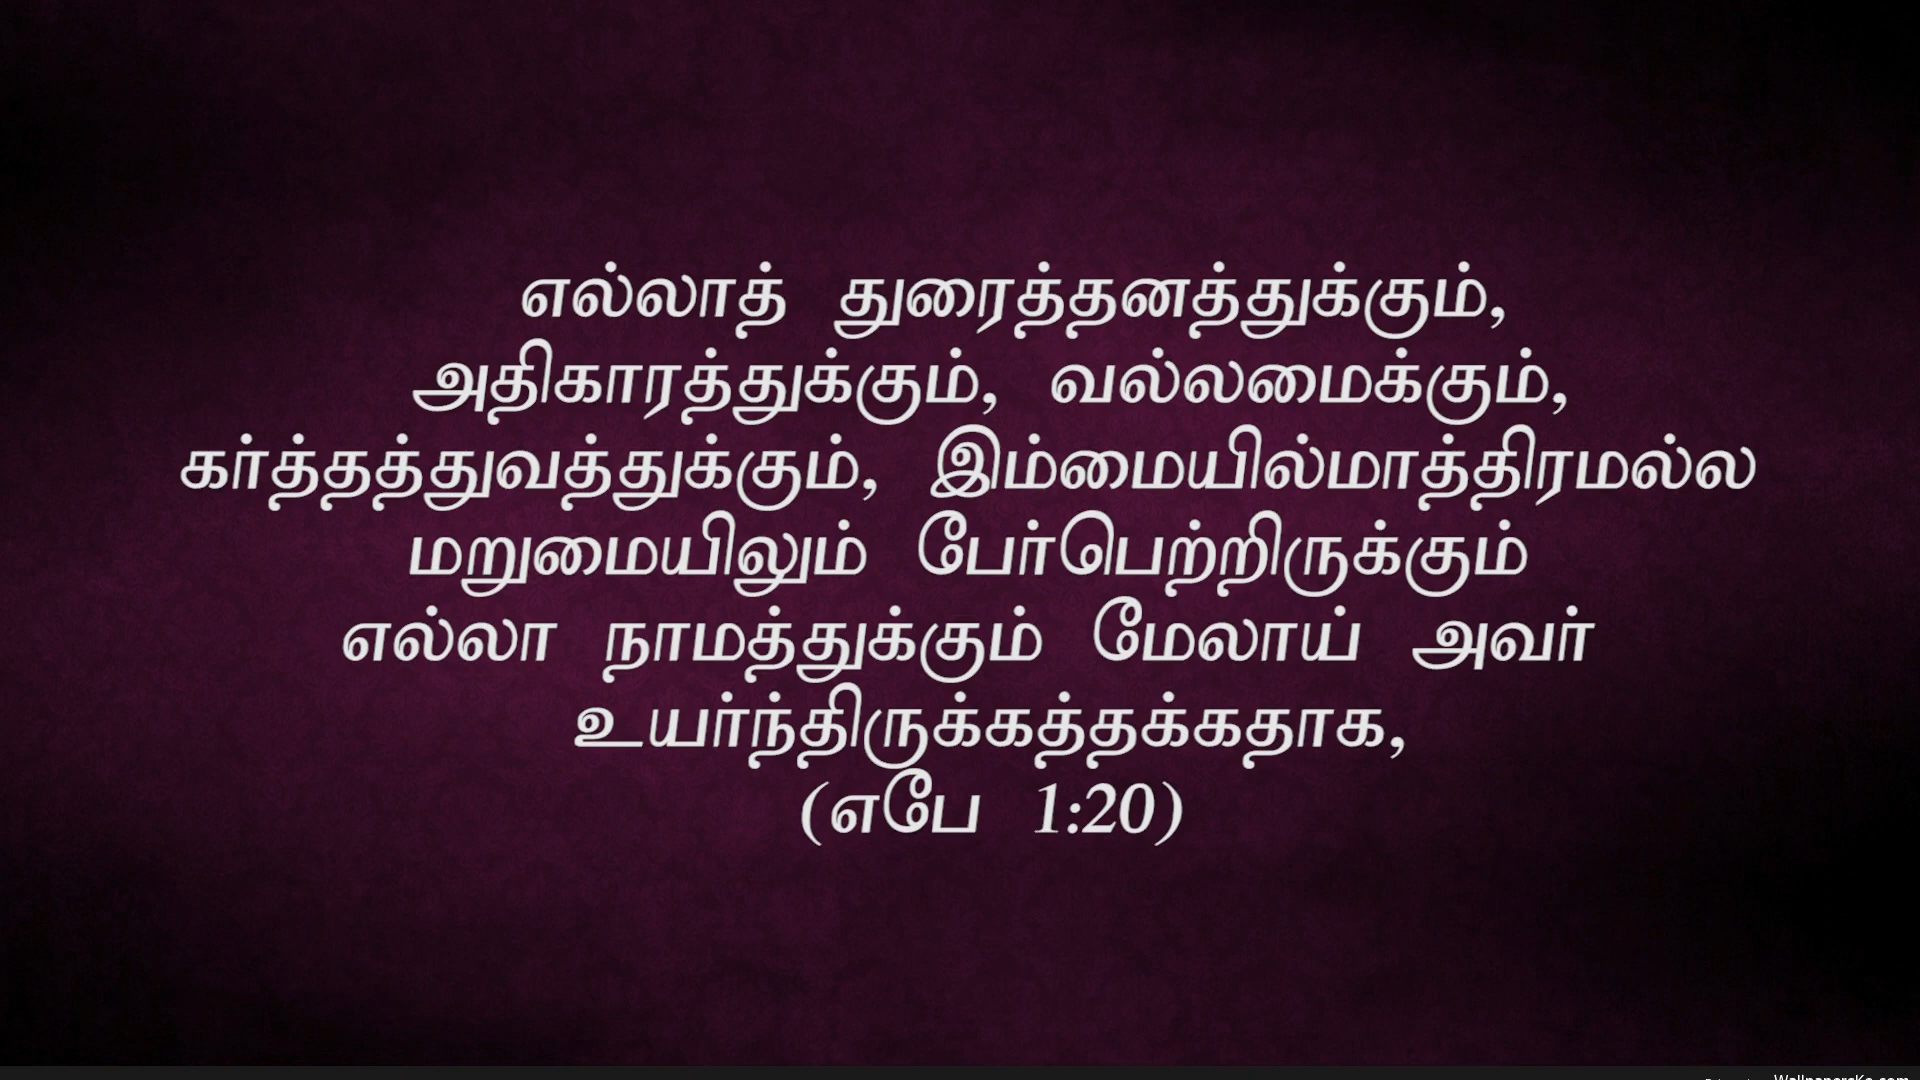 எல்லாத் துரைத்தனத்துக்கும்,
அதிகாரத்துக்கும், வல்லமைக்கும்,
கர்த்தத்துவத்துக்கும், இம்மையில்மாத்திரமல்ல
மறுமையிலும் பேர்பெற்றிருக்கும்
எல்லா நாமத்துக்கும் மேலாய் அவர்
உயர்ந்திருக்கத்தக்கதாக,
(எபே 1:20)